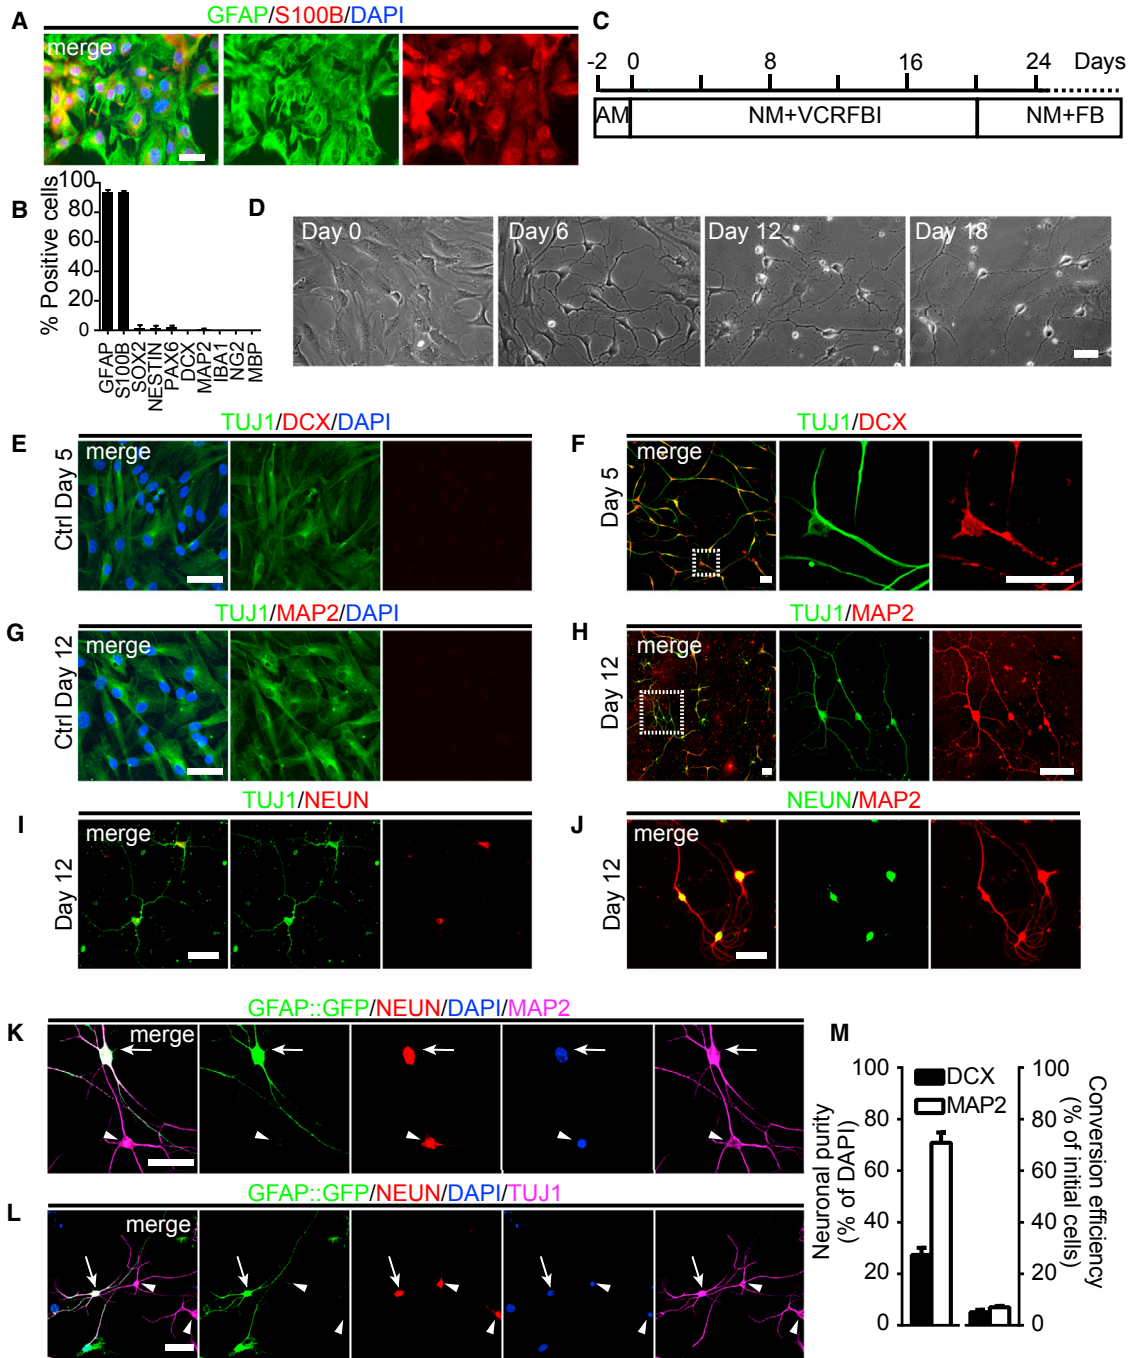 A
GFAP/S100B/DAPI
merge
B
% Positive cells
100
80
60
40
20
0
GFAP
S100B
SOX2
NESTIN
PAX6
DCX
MAP2
IBA1
NG2
MBP
C
-2 0 8 16 24 Days
AM NM+VCRFBI NM+FB
D
Day 0
Day 6
Day 12
Day 18
E
TUJ1/DCX/DAPI
Ctrl Day 5
merge
F
TUJ1/DCX
Day 5
merge
G
TUJ1/MAP2/DAPI
Ctrl Day 12
merge
H
TUJ1/MAP2
Day 12
merge
I
TUJ1/NEUN
Day 12
merge
J
NEUN/MAP2
Day 12
merge
K
GFAP::GFP/NEUN/DAPI/MAP2
merge
L
GFAP::GFP/NEUN/DAPI/TUJ1
merge
M
Neuronal purity
(% of DAPI)
100
80
60
40
20
0
DCX
MAP2
100
80
60
40
20
0
Conversion efficiency
(% of initial cells)